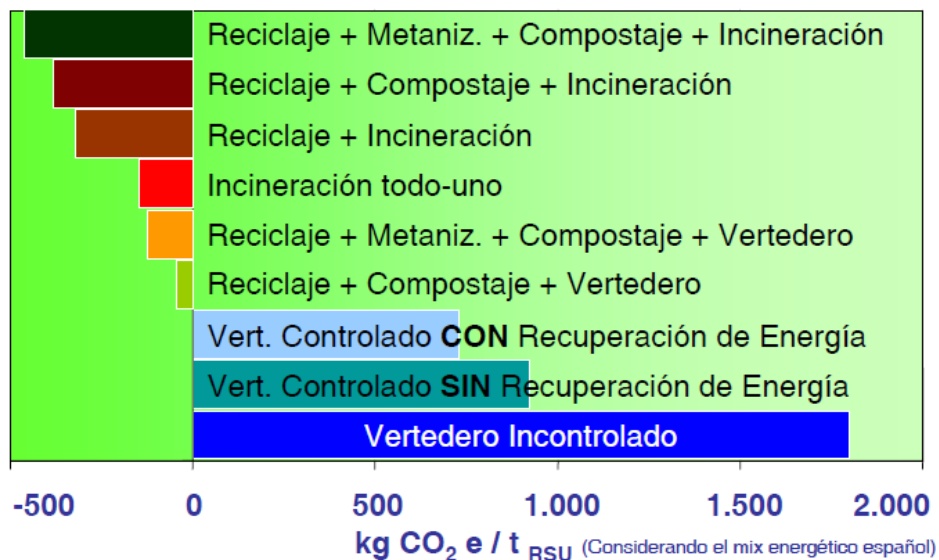 Reciclaje + Metaniz. + Compostaje + Incineración
Reciclaje + Compostaje + Incineración
Reciclaje + Incineración
Incineración todo-uno
Reciclaje + Metaniz. + Compostaje + Vertedero
Reciclaje + Compostaje + Vertedero
Vert. Controlado CON Recuperación de Energía
Vert. Controlado SIN Recuperación de Energía
Vertedero Incontrolado
-500 0 500 1.000 1.500 2.000
kg CO2 e / t RSU (Considerando el mix energético español)